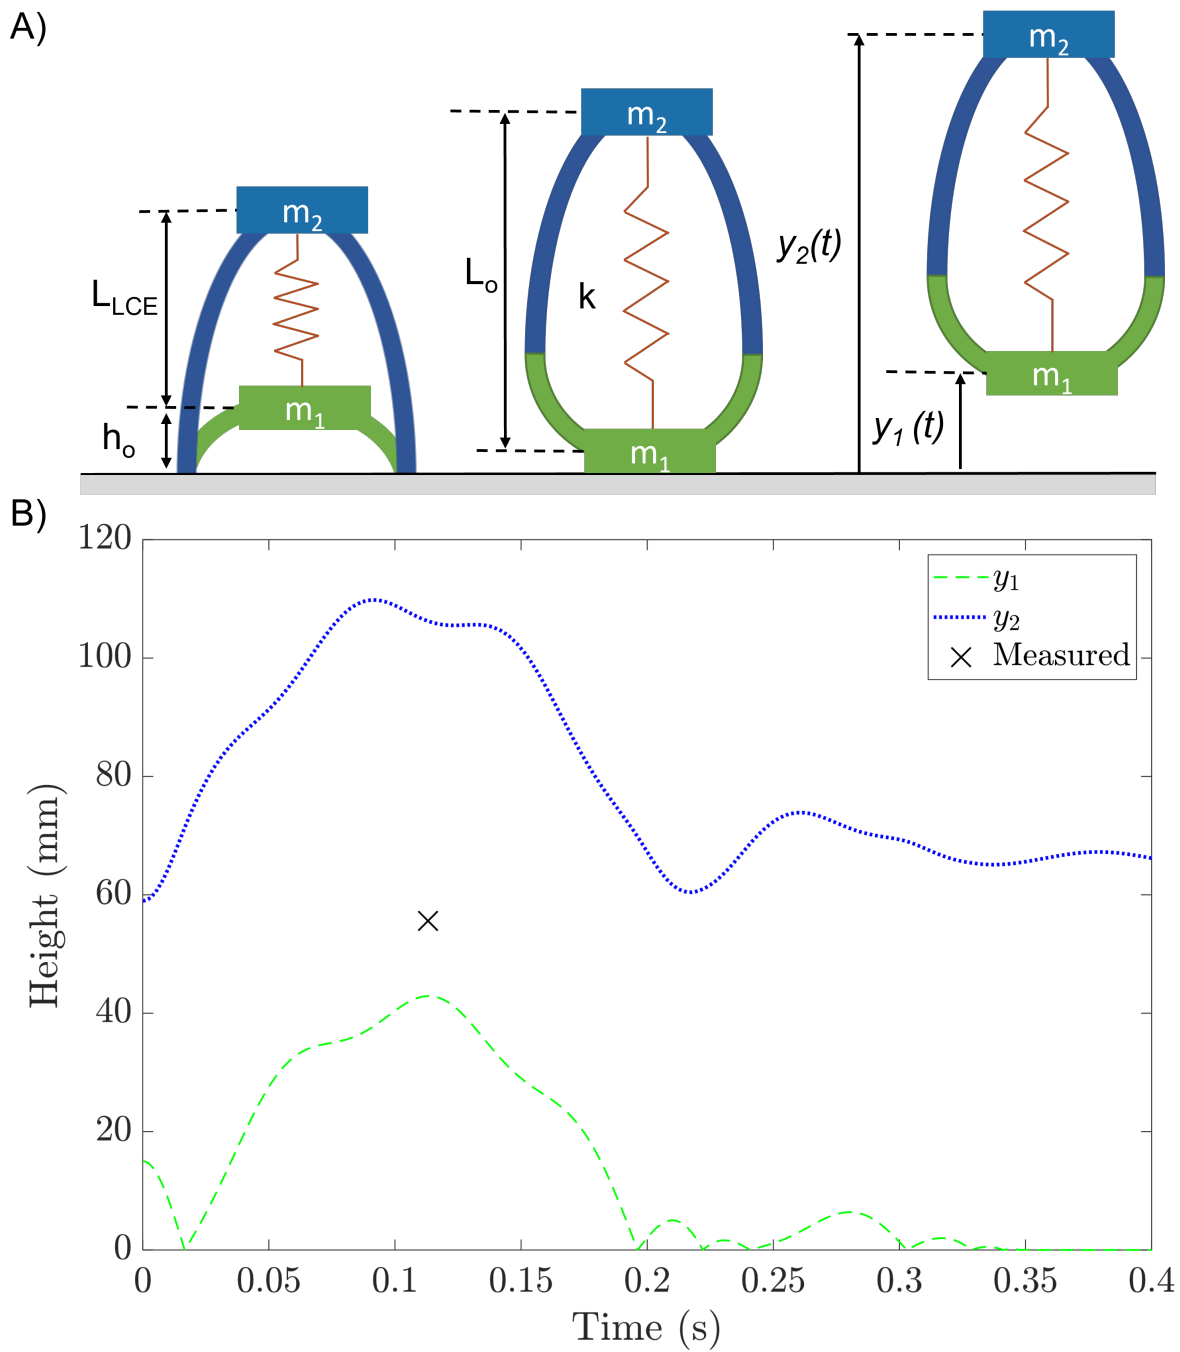 A)
m₂
L_LCE
m₁
hₒ
m₂
Lₒ
k
m₁
m₂
y₂(t)
m₁
y₁ (t)
B)
120
100
80
60
40
20
0
Height (mm)
y₁
y₂
Measured
0 0.05 0.1 0.15 0.2 0.25 0.3 0.35 0.4
Time (s)